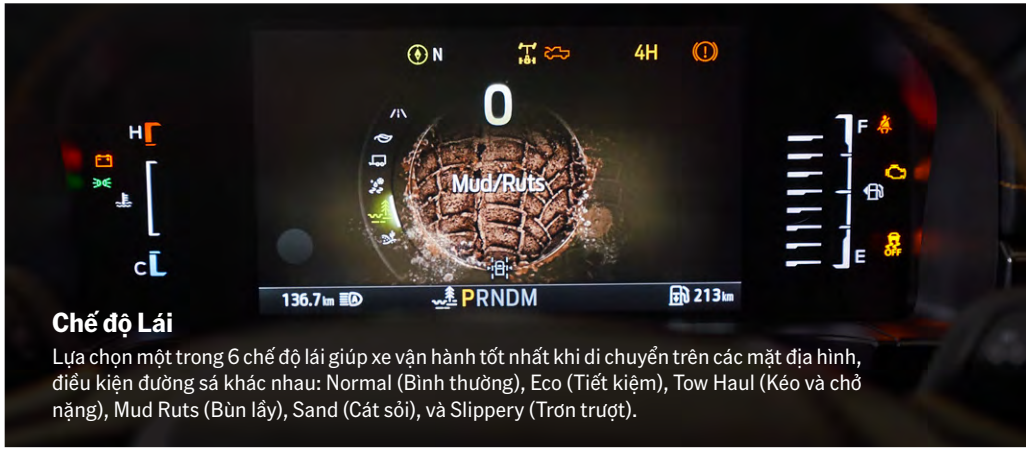 N
4H
0
H
F
Mud/Ruts
OFF
C
E
136.7 km
A
PRNDM
213 km
Chế độ Lái
Lựa chọn một trong 6 chế độ lái giúp xe vận hành tốt nhất khi di chuyển trên các mặt địa hình,
điều kiện đường sá khác nhau: Normal (Bình thường), Eco (Tiết kiệm), Tow Haul (Kéo và chở
nặng), Mud Ruts (Bùn lầy), Sand (Cát sỏi), và Slippery (Trơn trượt).